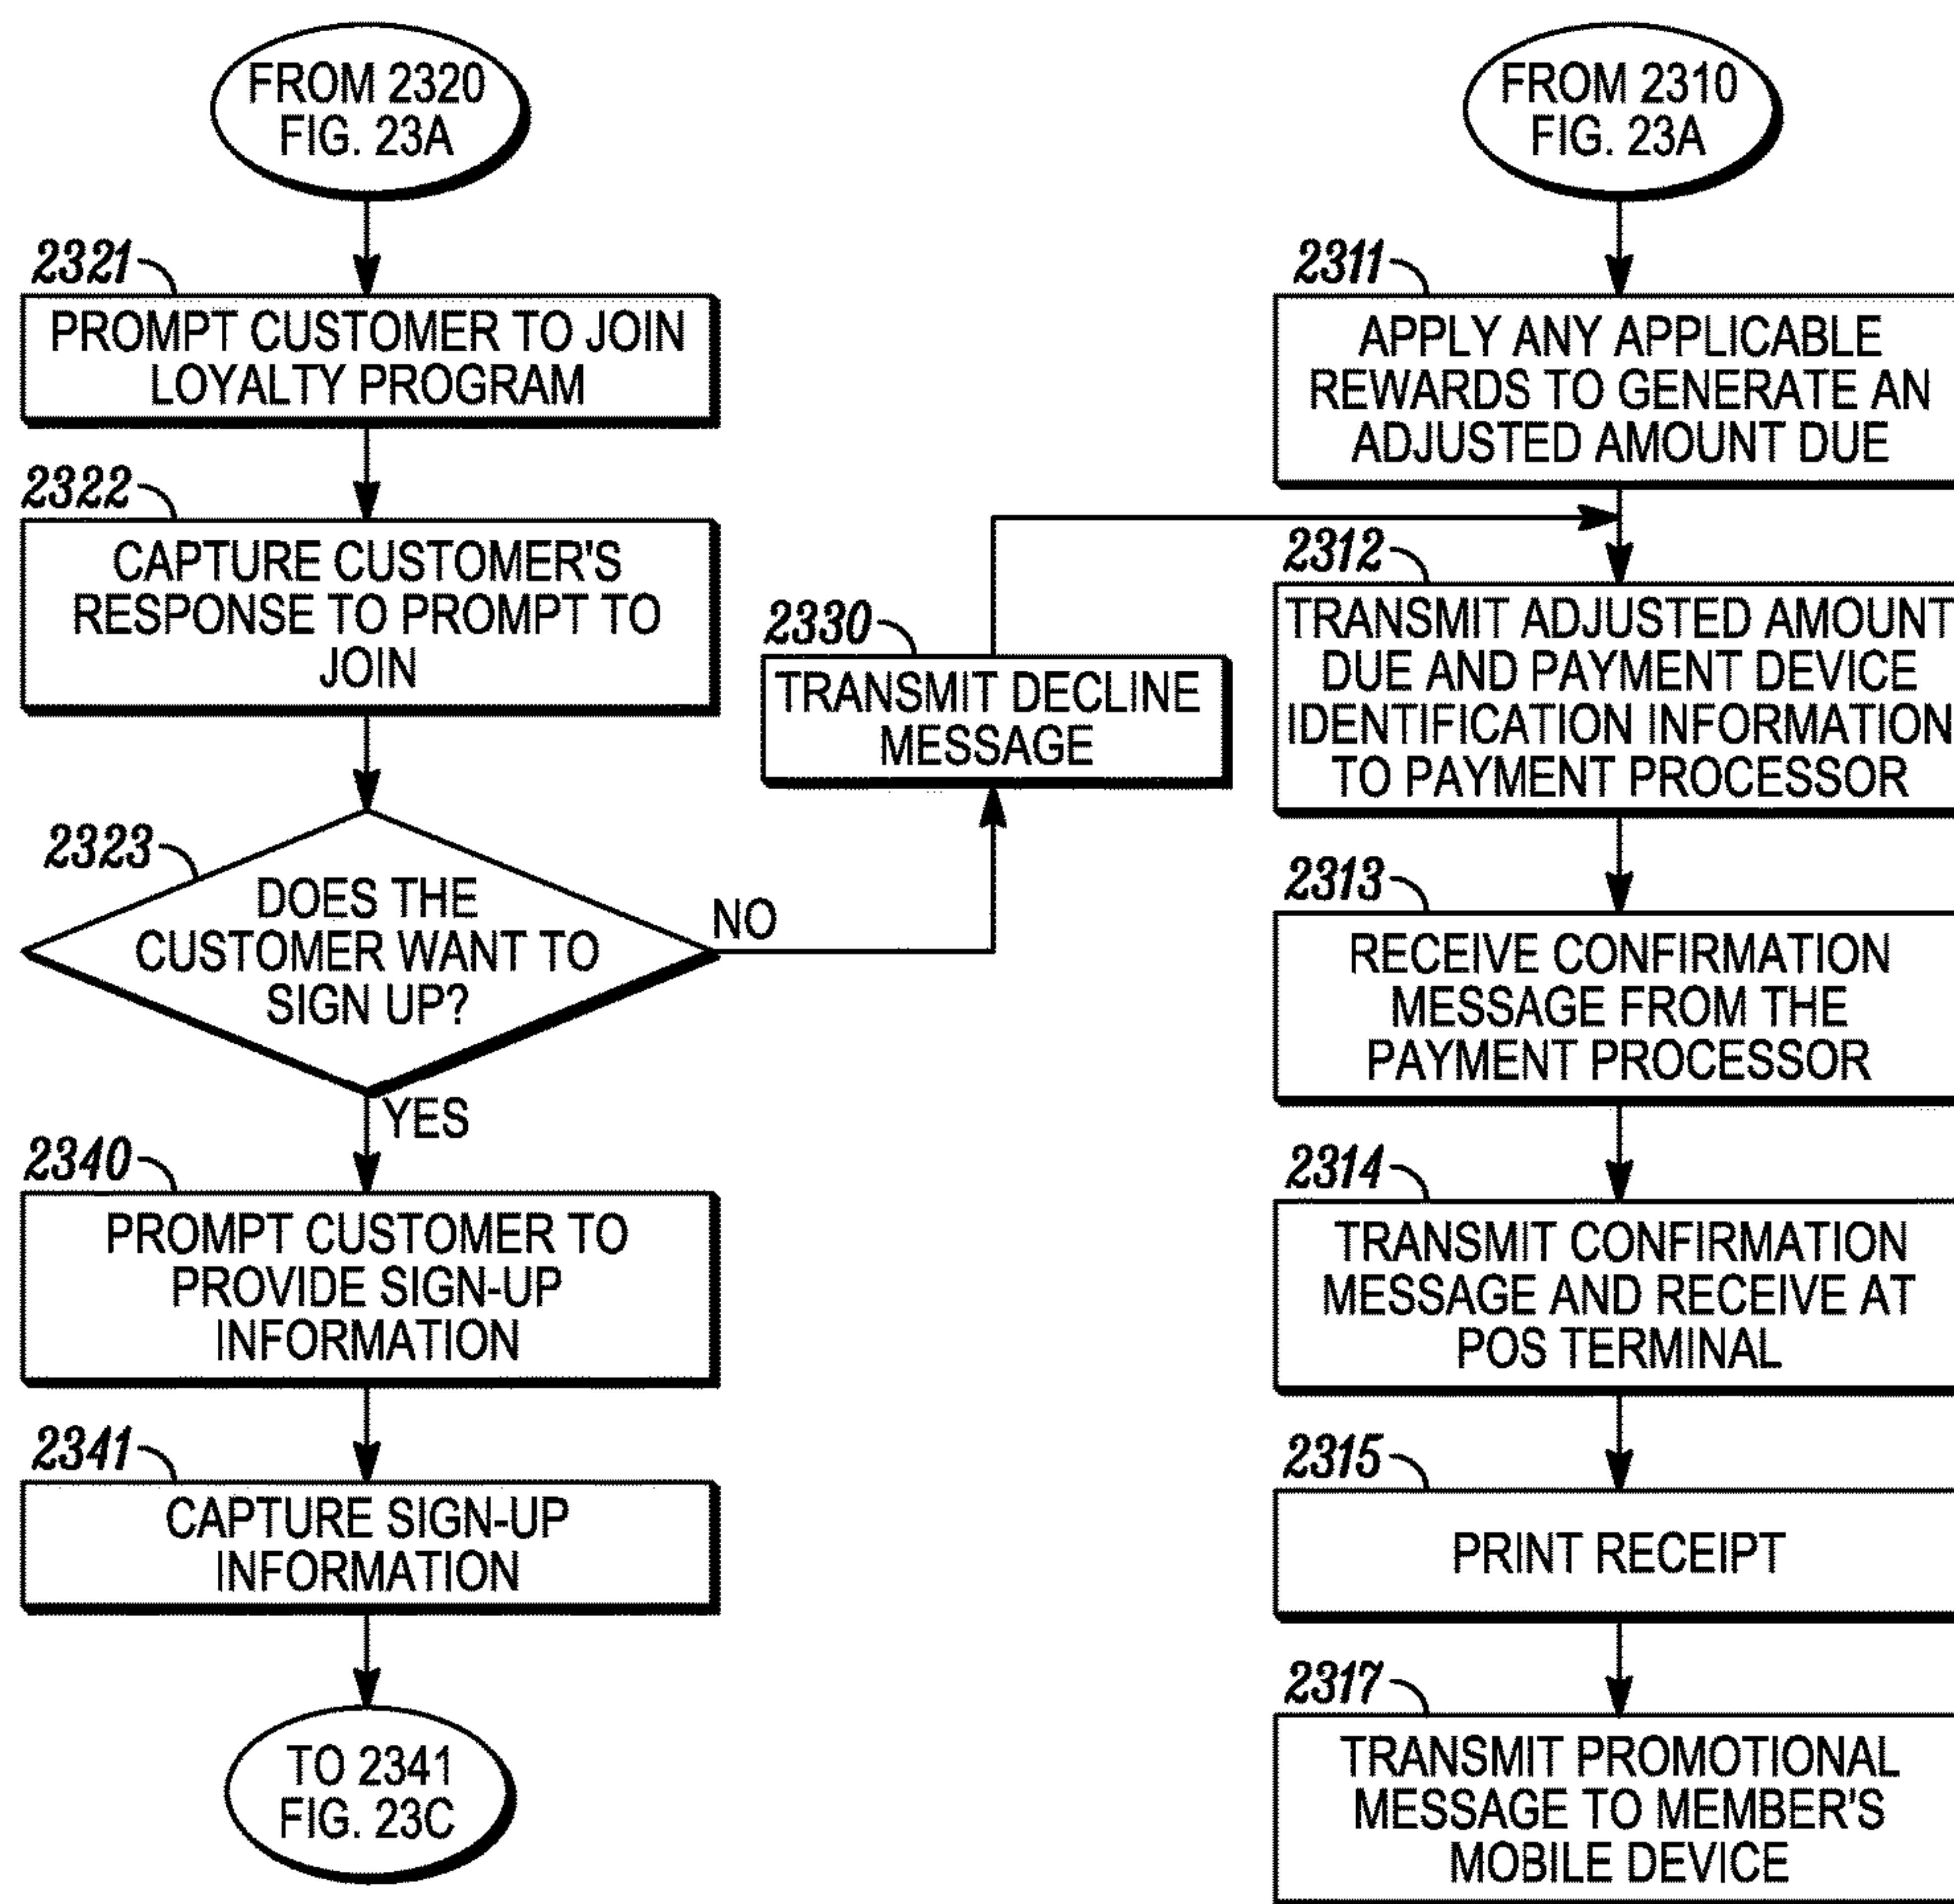 FROM 2320
FIG. 23A
2321
PROMPT CUSTOMER TO JOIN
LOYALTY PROGRAM
2322
CAPTURE CUSTOMER'S
RESPONSE TO PROMPT TO
JOIN
2323
DOES THE
CUSTOMER WANT TO
SIGN UP?
NO
YES
2330
TRANSMIT DECLINE
MESSAGE
2340
PROMPT CUSTOMER TO
PROVIDE SIGN-UP
INFORMATION
2341
CAPTURE SIGN-UP
INFORMATION
TO 2341
FIG. 23C
FROM 2310
FIG. 23A
2311
APPLY ANY APPLICABLE
REWARDS TO GENERATE AN
ADJUSTED AMOUNT DUE
2312
TRANSMIT ADJUSTED AMOUNT
DUE AND PAYMENT DEVICE
IDENTIFICATION INFORMATION
TO PAYMENT PROCESSOR
2313
RECEIVE CONFIRMATION
MESSAGE FROM THE
PAYMENT PROCESSOR
2314
TRANSMIT CONFIRMATION
MESSAGE AND RECEIVE AT
POS TERMINAL
2315
PRINT RECEIPT
2317
TRANSMIT PROMOTIONAL
MESSAGE TO MEMBER'S
MOBILE DEVICE